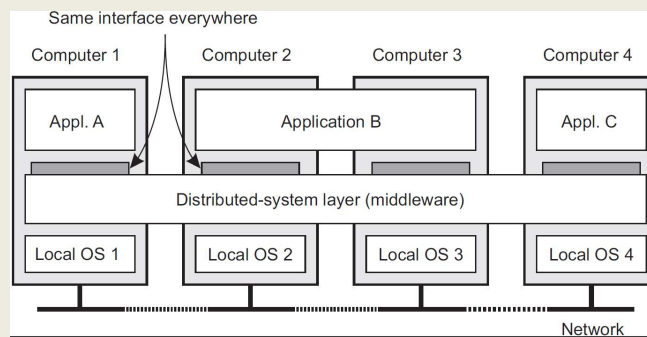 Same interface everywhere
Computer 1
Computer 2
Computer 3
Computer 4
Appl. A
Application B
Appl. C
Distributed-system layer (middleware)
Local OS 1
Local OS 2
Local OS 3
Local OS 4
Network